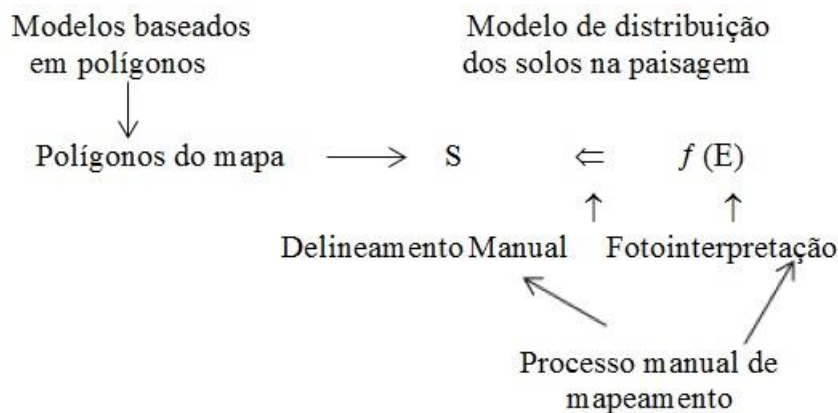 Modelos baseados
em polígonos
Modelo de distribuição
dos solos na paisagem
Polígonos do mapa → S ⇐ f (E)
↑ ↑
Delineamento Manual Fotointerpretação
Processo manual de
mapeamento